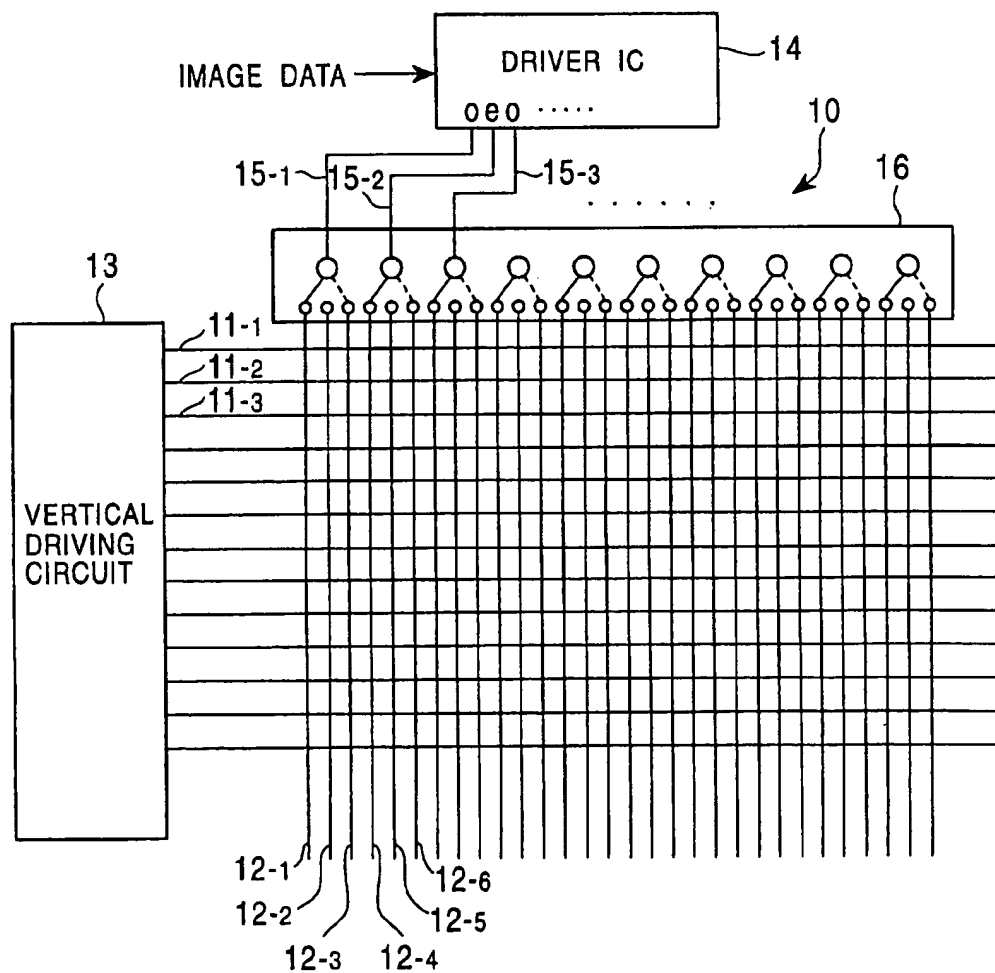 DRIVER IC
14
IMAGE DATA
o e o .....
10
15-1
15-2
15-3
. . . . . .
16
13
11-1
11-2
11-3
VERTICAL
DRIVING
CIRCUIT
12-1
12-2
12-3
12-4
12-5
12-6